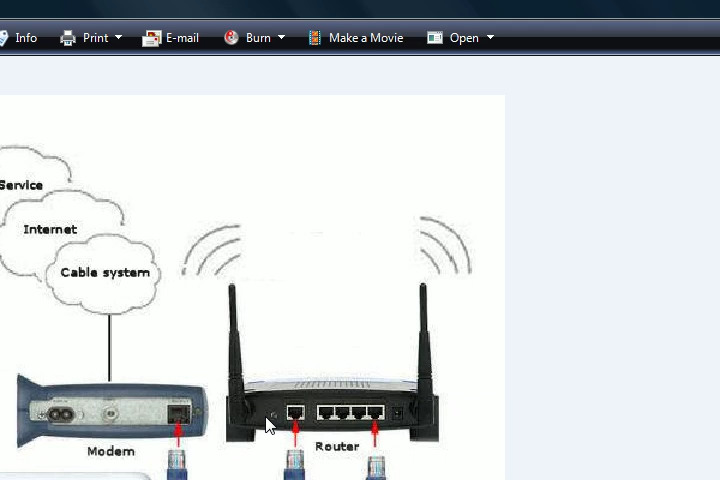 Info Print E-mail Burn Make a Movie Open
Service
Internet
Cable system
Modem
Router